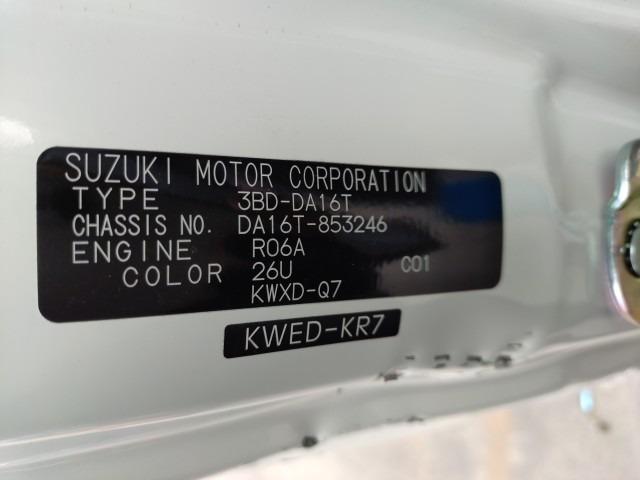 SUZUKI MOTOR CORPORATION
TYPE 3BD-DA16T
CHASSIS NO. DA16T-853246
ENGINE R06A
COLOR 26U C01
KWXD-Q7
KWED-KR7